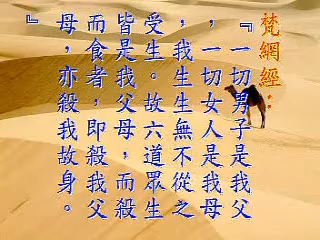 梵網經：
『一切男子是我父
，一切女人是我母
，我生生無不從之
受生。故六道眾生
皆是我父母，而殺
而食者，即殺我父
母，亦殺我故身。
』